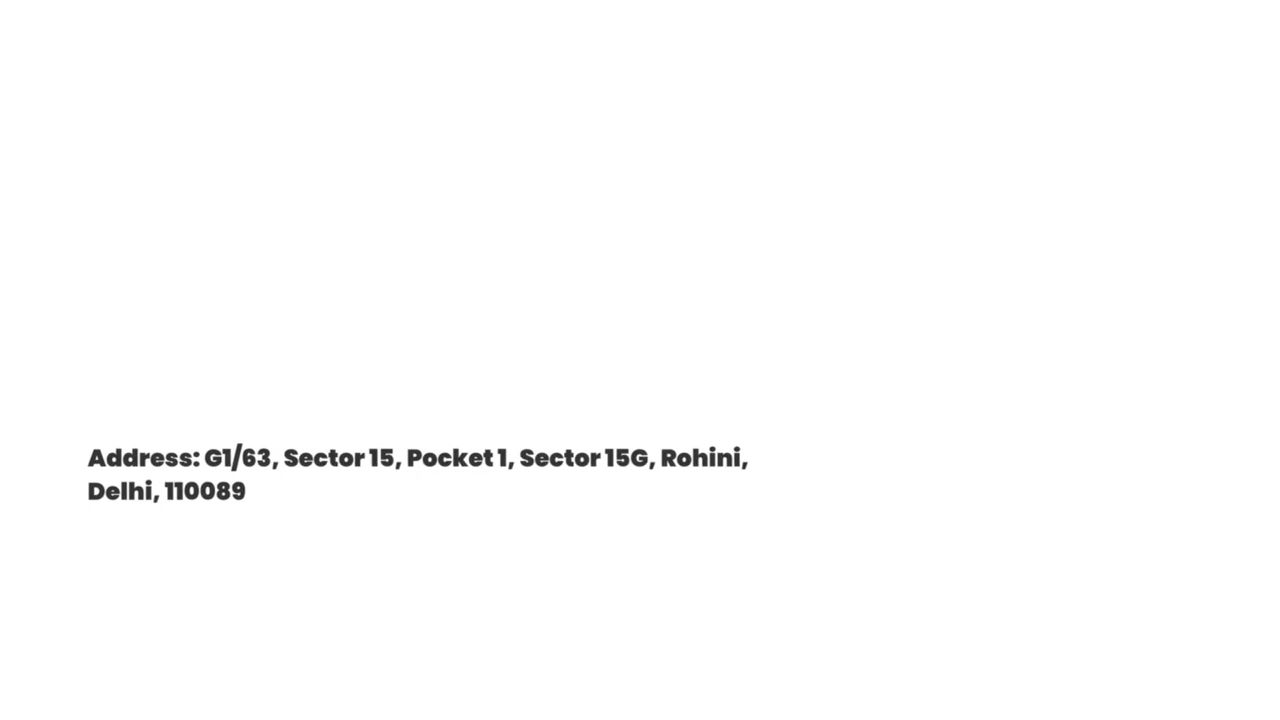 Address: G1/63, Sector 15, Pocket 1, Sector 15G, Rohini,
Delhi, 110089